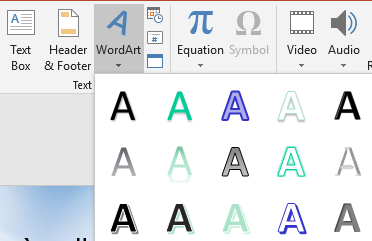 Text Box
Header & Footer
WordArt
Equation
Symbol
Video
Audio
Text
A A A A A
A A A A A
A A A A A